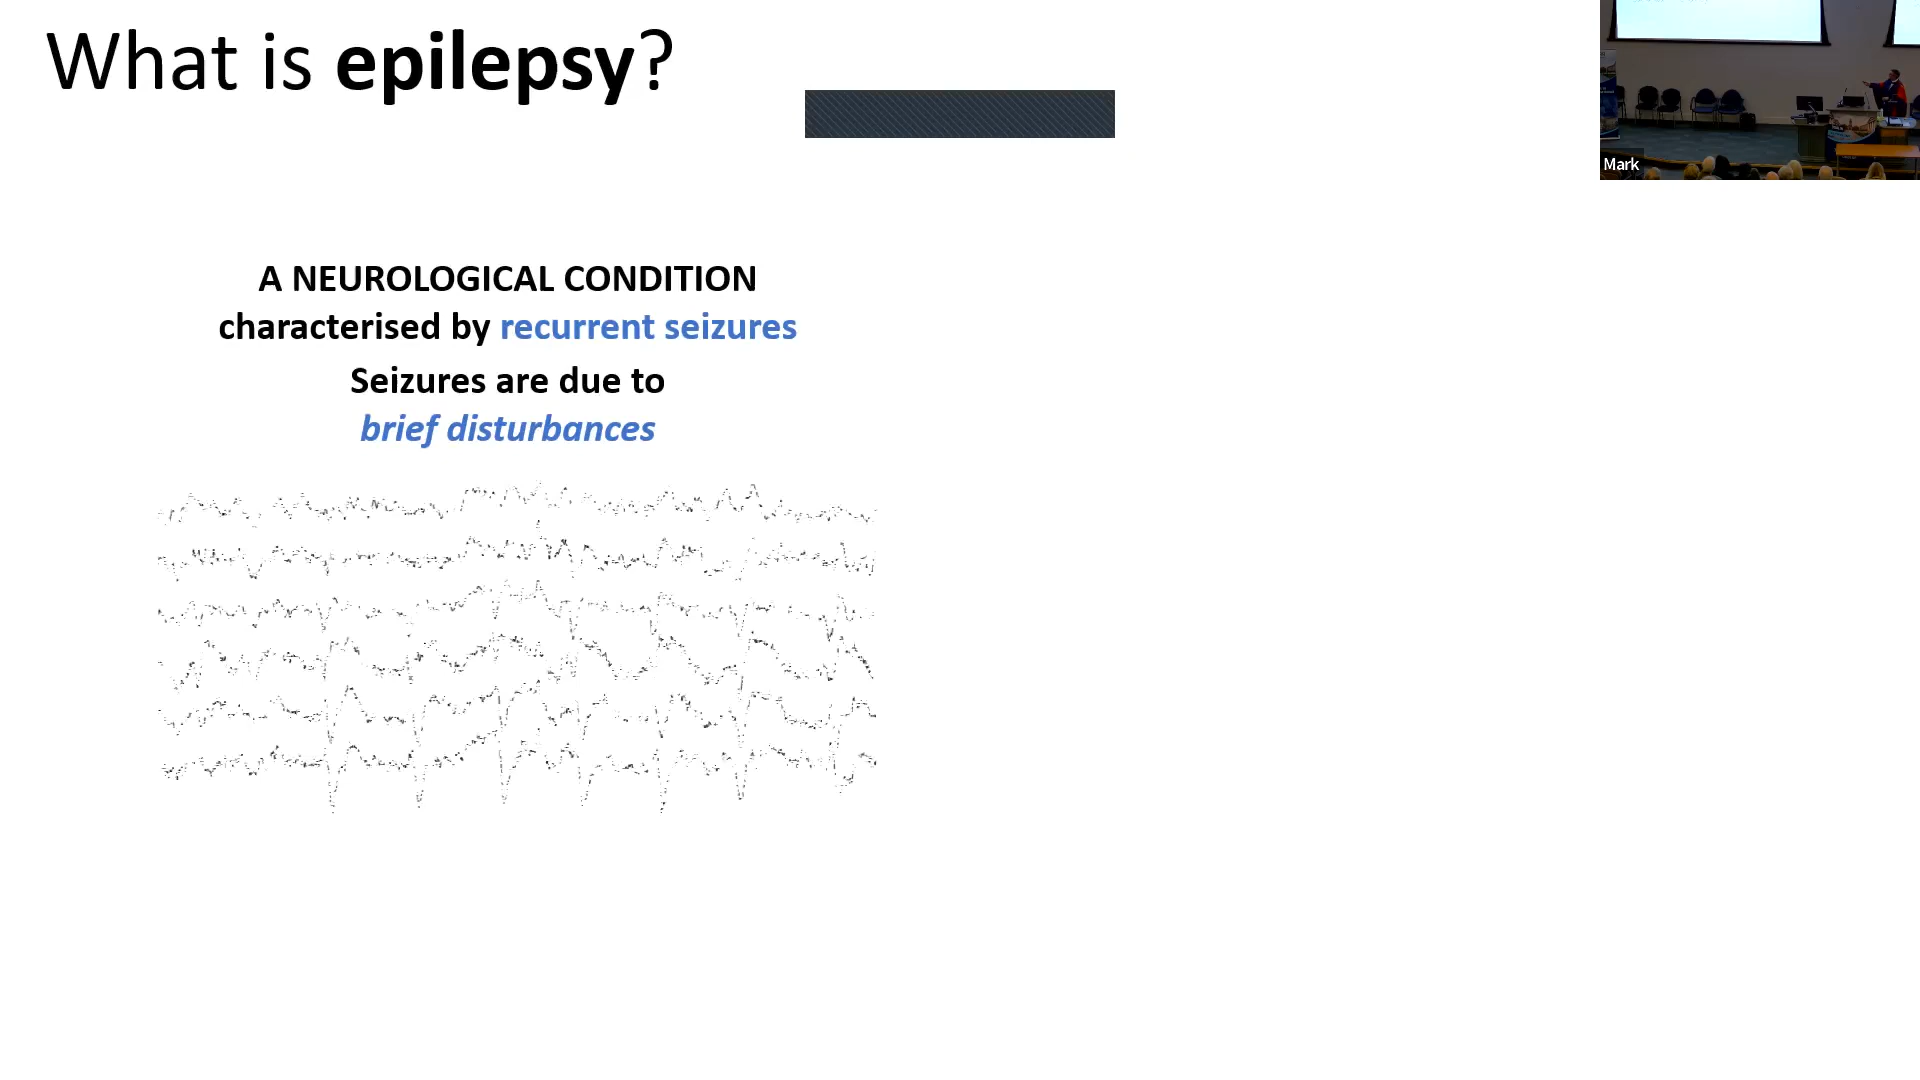 What is epilepsy?
Mark
A NEUROLOGICAL CONDITION
characterised by recurrent seizures
Seizures are due to
brief disturbances